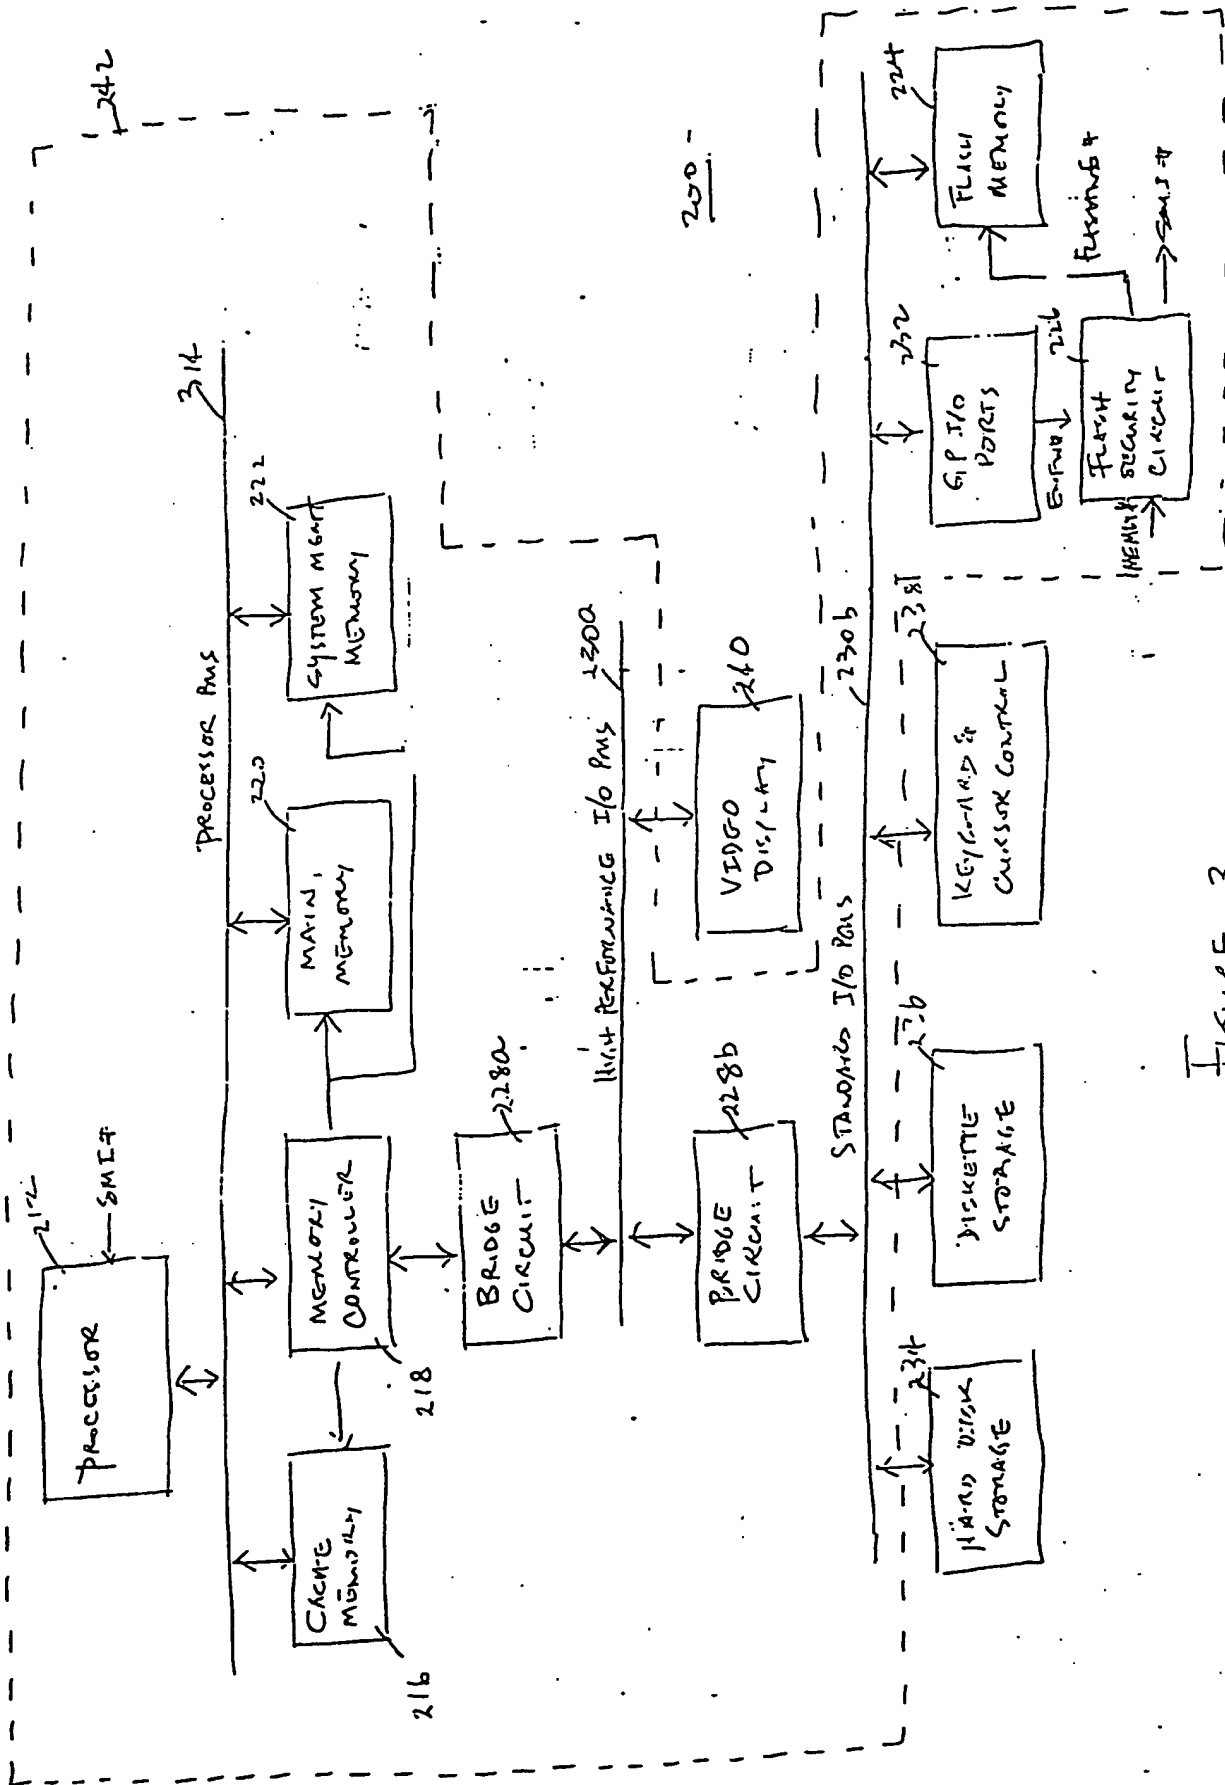 242
PROCESSOR
212
SMI#
PROCESSOR BUS
314
CACHE
MEMORY
216
MEMORY
CONTROLLER
218
MAIN
MEMORY
220
SYSTEM MGMT
MEMORY
222
BRIDGE
CIRCUIT
228a
HIGH PERFORMANCE I/O BUS
230a
200
BRIDGE
CIRCUIT
228b
VIDEO
DISPLAY
240
STANDARD I/O BUS
230b
HARD DISK
STORAGE
234
DISKETTE
STORAGE
236
KEYBOARD &
CURSOR CONTROL
238
GP I/O
PORTS
232
FLASH
MEMORY
224
FLASH
SECURITY
CIRCUIT
226
SMI#
FIGURE